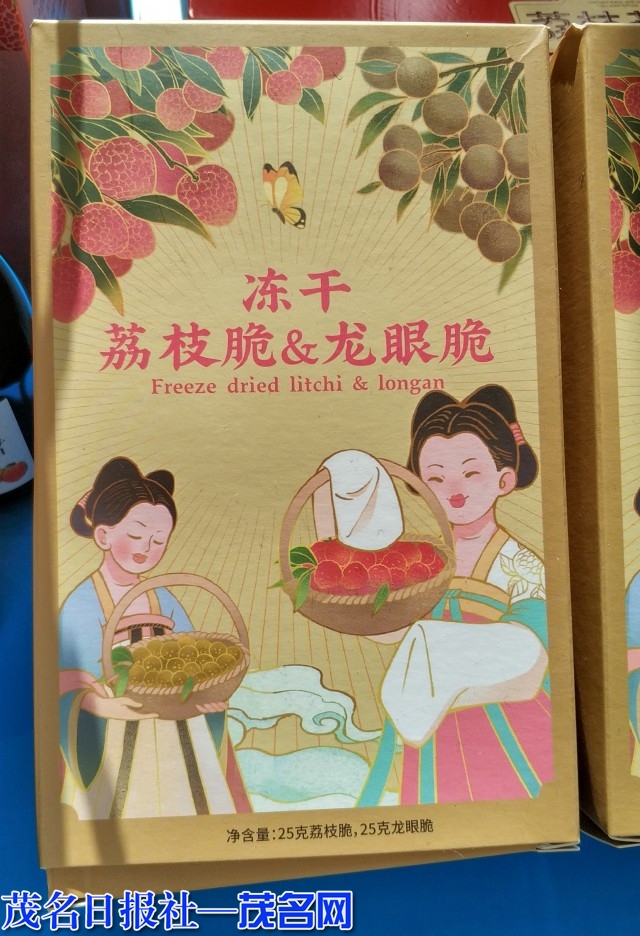 冻干
荔枝脆&龙眼脆
Freeze dried litchi & longan
净含量：25克荔枝脆，25克龙眼脆
茂名日报社—茂名网